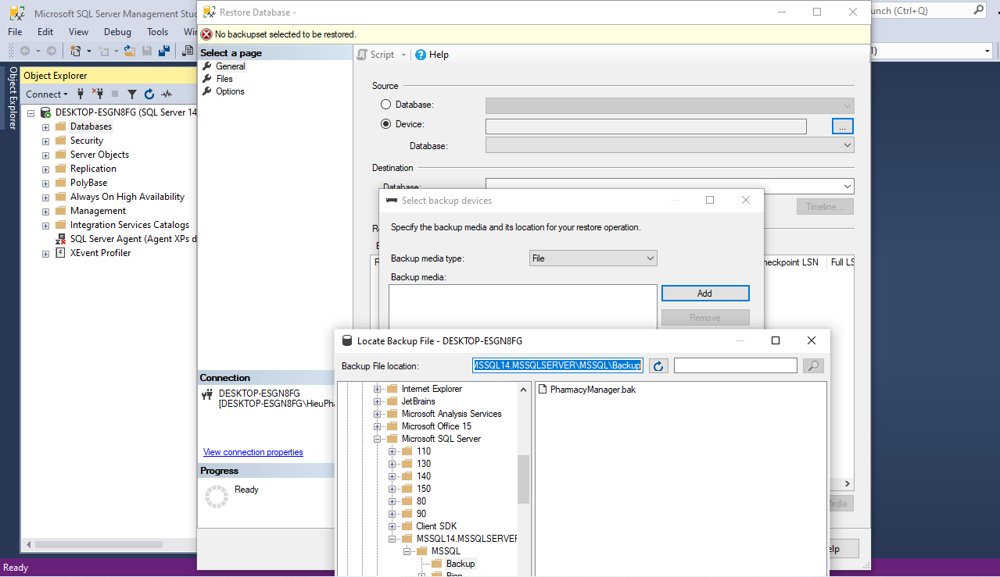 Microsoft SQL Server Management Stud
Restore Database -
unch (Ctrl+Q)
File Edit View Debug Tools Wi
No backupset selected to be restored.
Select a page
General
Files
Options
Script
Help
1)
Object Explorer
Object Explorer
Connect
DESKTOP-ESGN8FG (SQL Server 14
Databases
Security
Server Objects
Replication
PolyBase
Always On High Availability
Management
Integration Services Catalogs
SQL Server Agent (Agent XPs d
XEvent Profiler
Source
Database:
Device:
...
Database:
Destination
Database:
Timeline...
Select backup devices
Specify the backup media and its location for your restore operation.
Backup media type: File
Backup media:
Add
Remove
heckpoint LSN Full LS
Locate Backup File - DESKTOP-ESGN8FG
Backup File location: MSSQL14.MSSQLSERVER\MSSQL\Backup
Internet Explorer
JetBrains
Microsoft Analysis Services
Microsoft Office 15
Microsoft SQL Server
110
130
140
150
80
90
Client SDK
MSSQL14.MSSQLSERVER
MSSQL
Backup
Binn
PharmacyManager.bak
Connection
DESKTOP-ESGN8FG
[DESKTOP-ESGN8FG\HieuPha
View connection properties
Progress
Ready
edia
elp
Ready